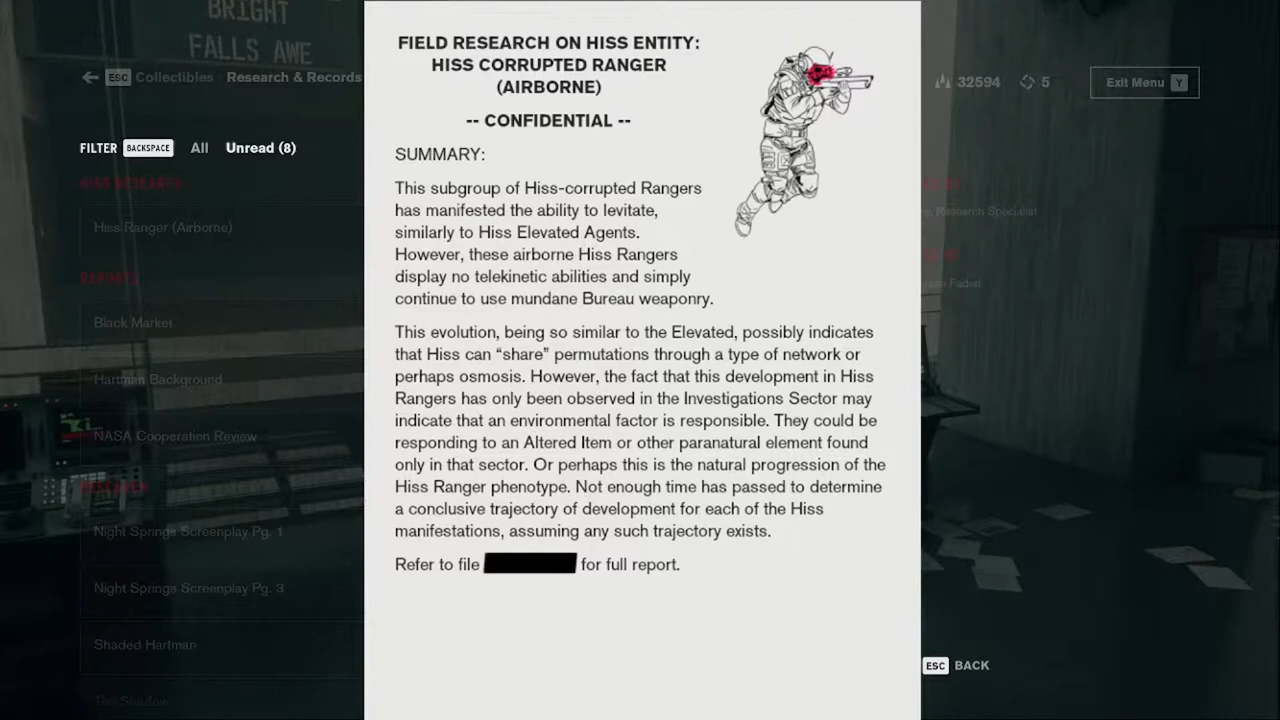 BRIGHT
FALLS AWE
ESC Collectibles Research & Records
32594 5 Exit Menu Y
FILTER BACKSPACE All Unread (8)
HISS RESEARCH
Hiss Ranger (Airborne)
REPORTS
Black Market
Hartman Background
NASA Cooperation Review
RESEARCH
Night Springs Screenplay Pg. 1
Night Springs Screenplay Pg. 3
Shaded Hartman
The Shadow
FIELD RESEARCH ON HISS ENTITY:
HISS CORRUPTED RANGER
(AIRBORNE)
-- CONFIDENTIAL --
SUMMARY:
This subgroup of Hiss-corrupted Rangers
has manifested the ability to levitate,
similarly to Hiss Elevated Agents.
However, these airborne Hiss Rangers
display no telekinetic abilities and simply
continue to use mundane Bureau weaponry.
This evolution, being so similar to the Elevated, possibly indicates
that Hiss can “share” permutations through a type of network or
perhaps osmosis. However, the fact that this development in Hiss
Rangers has only been observed in the Investigations Sector may
indicate that an environmental factor is responsible. They could be
responding to an Altered Item or other paranatural element found
only in that sector. Or perhaps this is the natural progression of the
Hiss Ranger phenotype. Not enough time has passed to determine
a conclusive trajectory of development for each of the Hiss
manifestations, assuming any such trajectory exists.
Refer to file for full report.
Research Specialist
Faden
ESC BACK